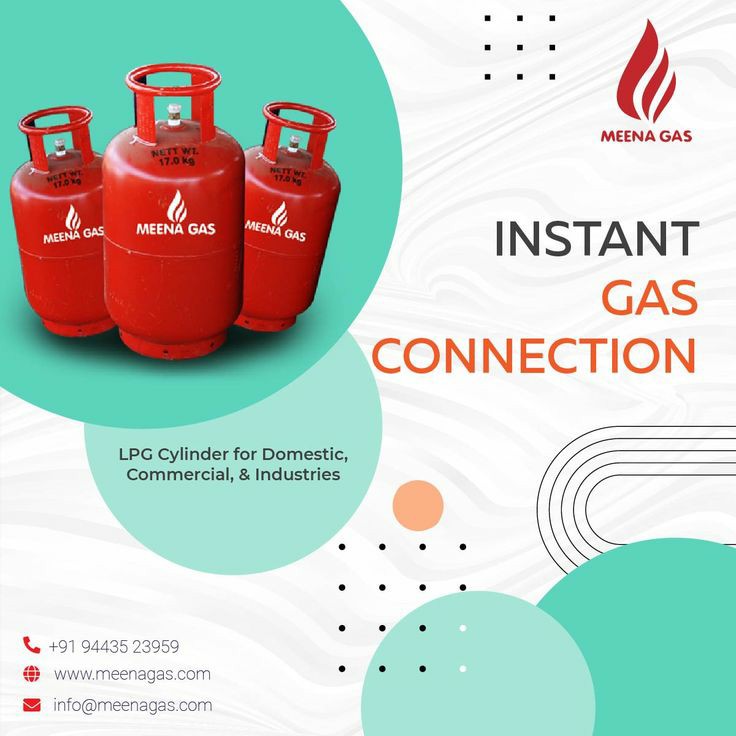 MEENA GAS
NETT WT.
17.0 kg
MEENA GAS
NETT WT.
17.0 kg
MEENA GAS
NETT WT.
17.0 kg
MEENA GAS
INSTANT
GAS
CONNECTION
LPG Cylinder for Domestic,
Commercial, & Industries
+91 94435 23959
www.meenagas.com
info@meenagas.com